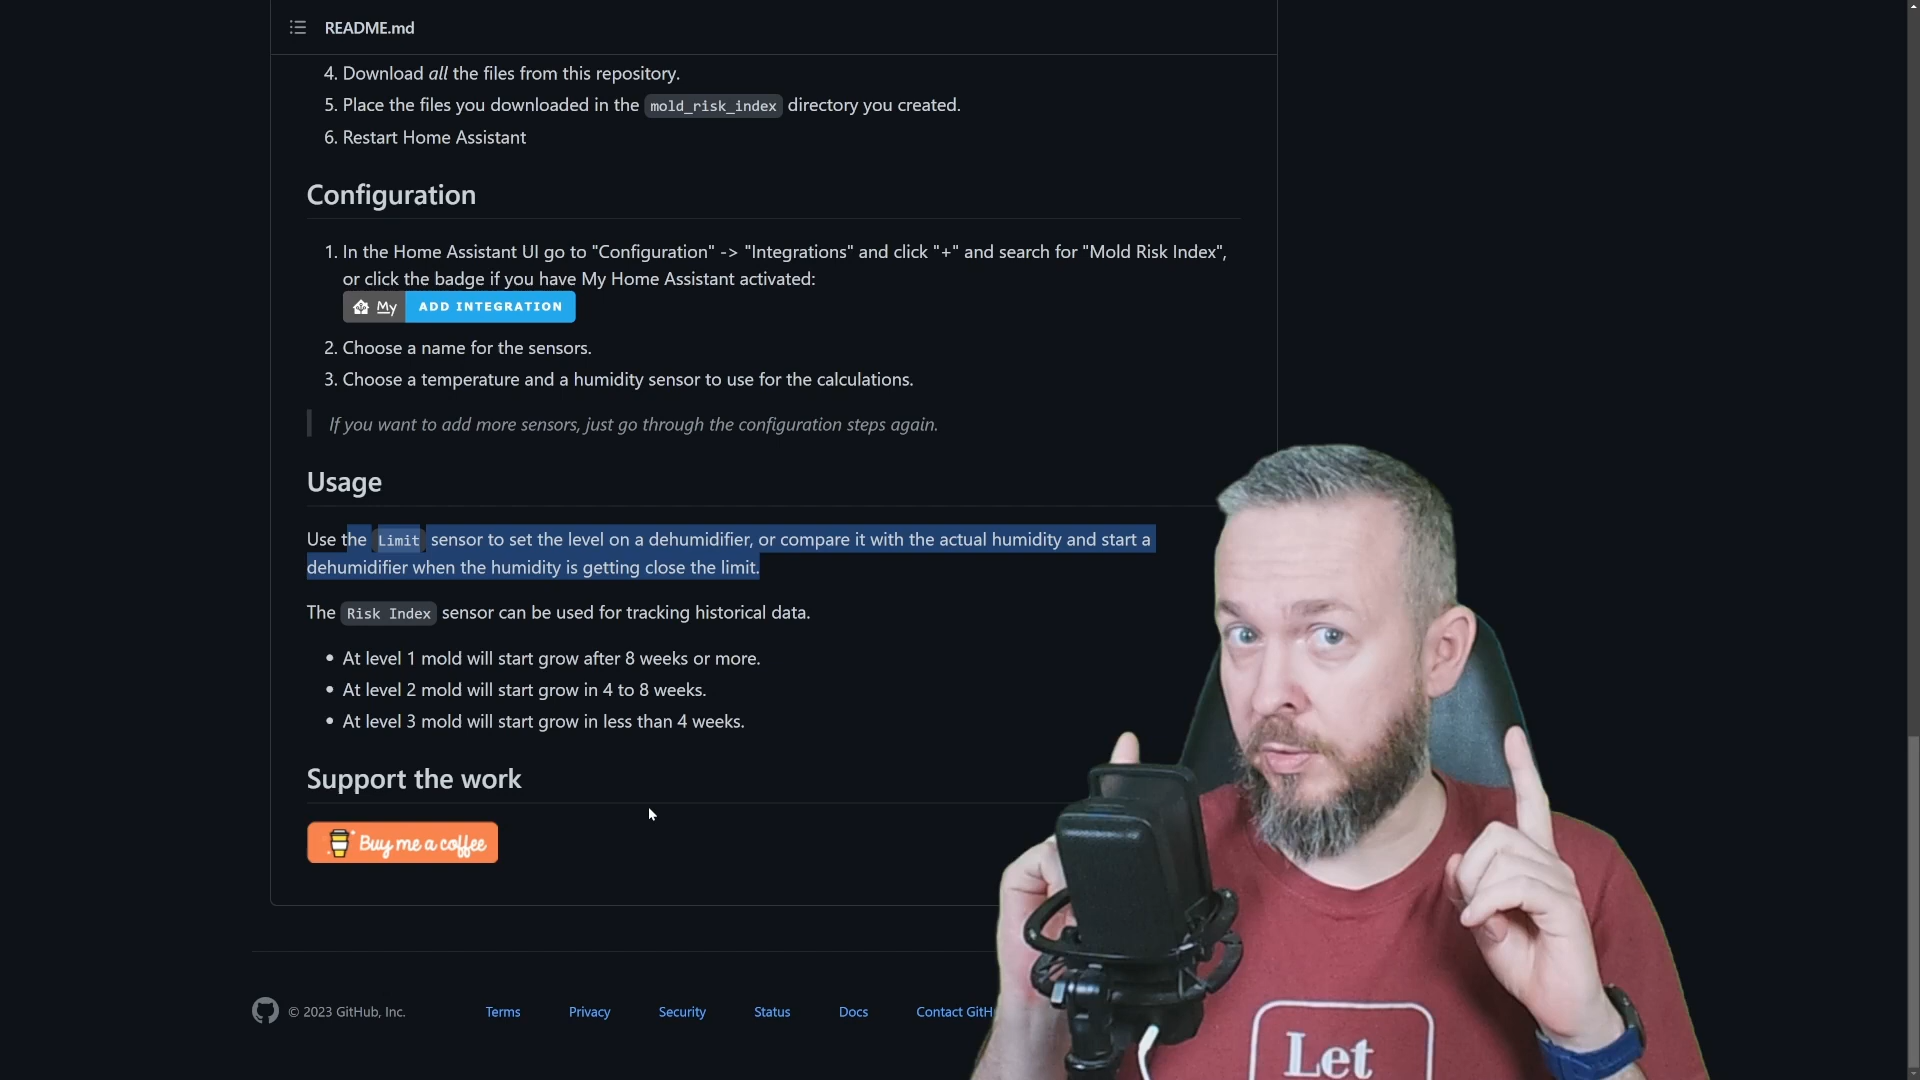 README.md
4. Download all the files from this repository.
5. Place the files you downloaded in the mold_risk_index directory you created.
6. Restart Home Assistant
Configuration
1. In the Home Assistant UI go to "Configuration" -> "Integrations" and click "+" and search for "Mold Risk Index",
or click the badge if you have My Home Assistant activated:
My ADD INTEGRATION
2. Choose a name for the sensors.
3. Choose a temperature and a humidity sensor to use for the calculations.
If you want to add more sensors, just go through the configuration steps again.
Usage
Use the Limit sensor to set the level on a dehumidifier, or compare it with the actual humidity and start a
dehumidifier when the humidity is getting close the limit.
The Risk Index sensor can be used for tracking historical data.
• At level 1 mold will start grow after 8 weeks or more.
• At level 2 mold will start grow in 4 to 8 weeks.
• At level 3 mold will start grow in less than 4 weeks.
Support the work
Buy me a coffee
© 2023 GitHub, Inc. Terms Privacy Security Status Docs Contact GitH
Let